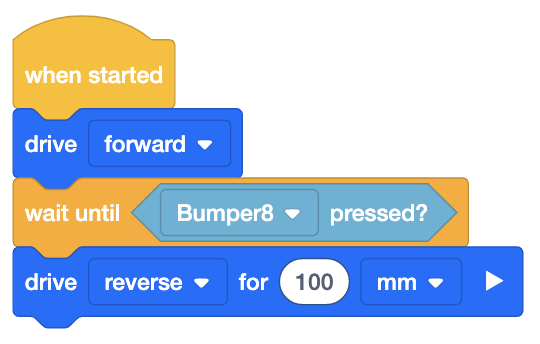 when started
drive forward
wait until Bumper8 pressed?
drive reverse for 100 mm